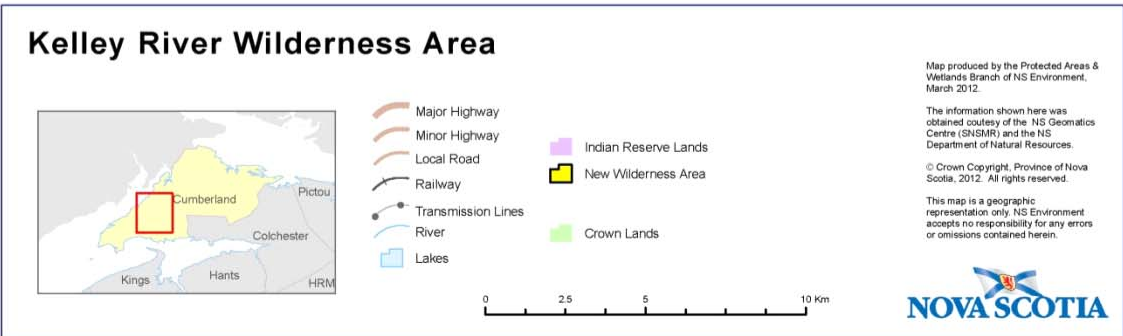 Kelley River Wilderness Area
Cumberland
Pictou
Colchester
Kings
Hants
HRM
Major Highway
Minor Highway
Local Road
Railway
Transmission Lines
River
Lakes
Indian Reserve Lands
New Wilderness Area
Crown Lands
0 2.5 5 10 Km
Map produced by the Protected Areas &
Wetlands Branch of NS Environment,
March 2012.
The information shown here was
obtained coutesy of the NS Geomatics
Centre (SNSMR) and the NS
Department of Natural Resources.
© Crown Copyright, Province of Nova
Scotia, 2012. All rights reserved.
This map is a geographic
representation only. NS Environment
accepts no responsibility for any errors
or omissions contained herein.
NOVA SCOTIA